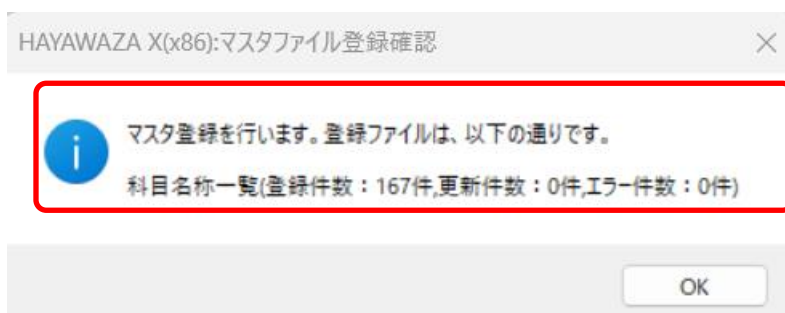 HAYAWAZA X(x86):マスタファイル登録確認
マスタ登録を行います。登録ファイルは、以下の通りです。
科目名称一覧(登録件数：167件,更新件数：0件,エラー件数：0件)
OK